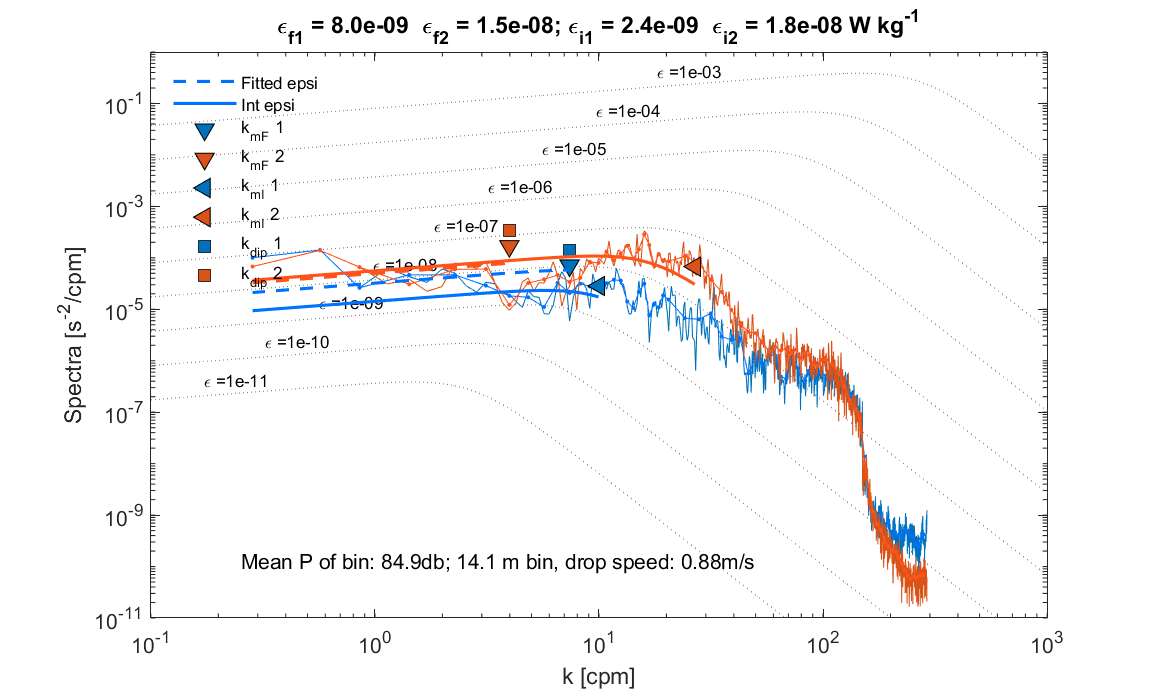 ϵf1 = 8.0e-09 ϵf2 = 1.5e-08; ϵi1 = 2.4e-09 ϵi2 = 1.8e-08 W kg-1
Fitted epsi
Int epsi
kmF 1
kmF 2
kmI 1
kmI 2
kdip 1
kdip 2
ϵ =1e-03
ϵ =1e-04
ϵ =1e-05
ϵ =1e-06
ϵ =1e-07
ϵ =1e-08
ϵ =1e-09
ϵ =1e-10
ϵ =1e-11
Mean P of bin: 84.9db; 14.1 m bin, drop speed: 0.88m/s
Spectra [s-2/cpm]
10-1
10-3
10-5
10-7
10-9
10-11
10-1
100
101
102
103
k [cpm]